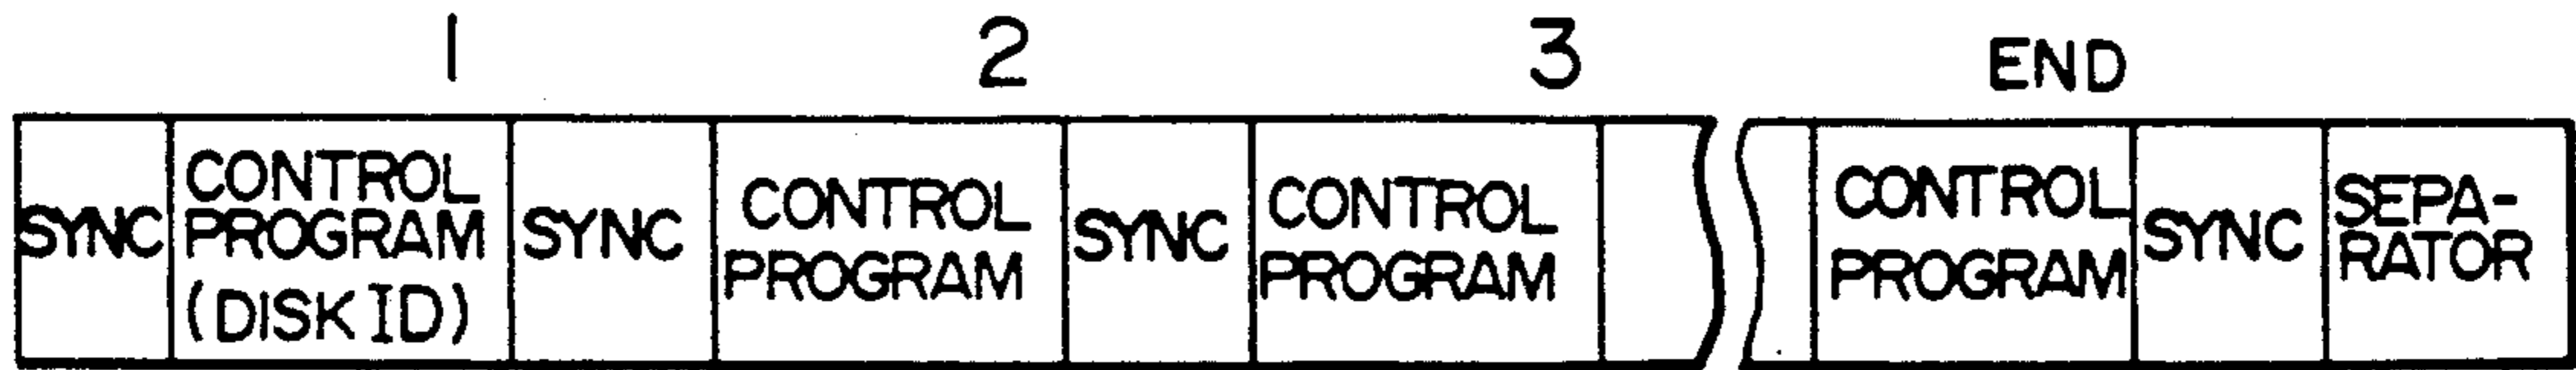 1 2 3 END
SYNC
CONTROL
PROGRAM
(DISK ID)
SYNC
CONTROL
PROGRAM
SYNC
CONTROL
PROGRAM
CONTROL
PROGRAM
SYNC
SEPA-
RATOR